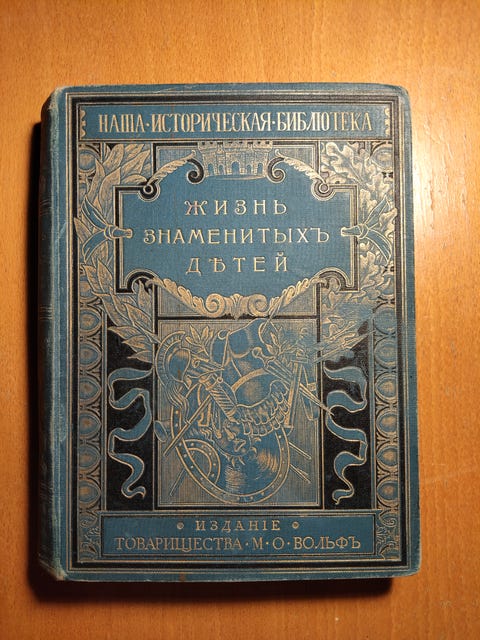 НАША·ИСТОРИЧЕСКАЯ·БИБЛІОТЕКА
ЖИЗНЬ
ЗНАМЕНИТЫХЪ
ДѢТЕЙ
ИЗДАНІЕ
ТОВАРИЩЕСТВА·М·О·ВОЛЬФЪ